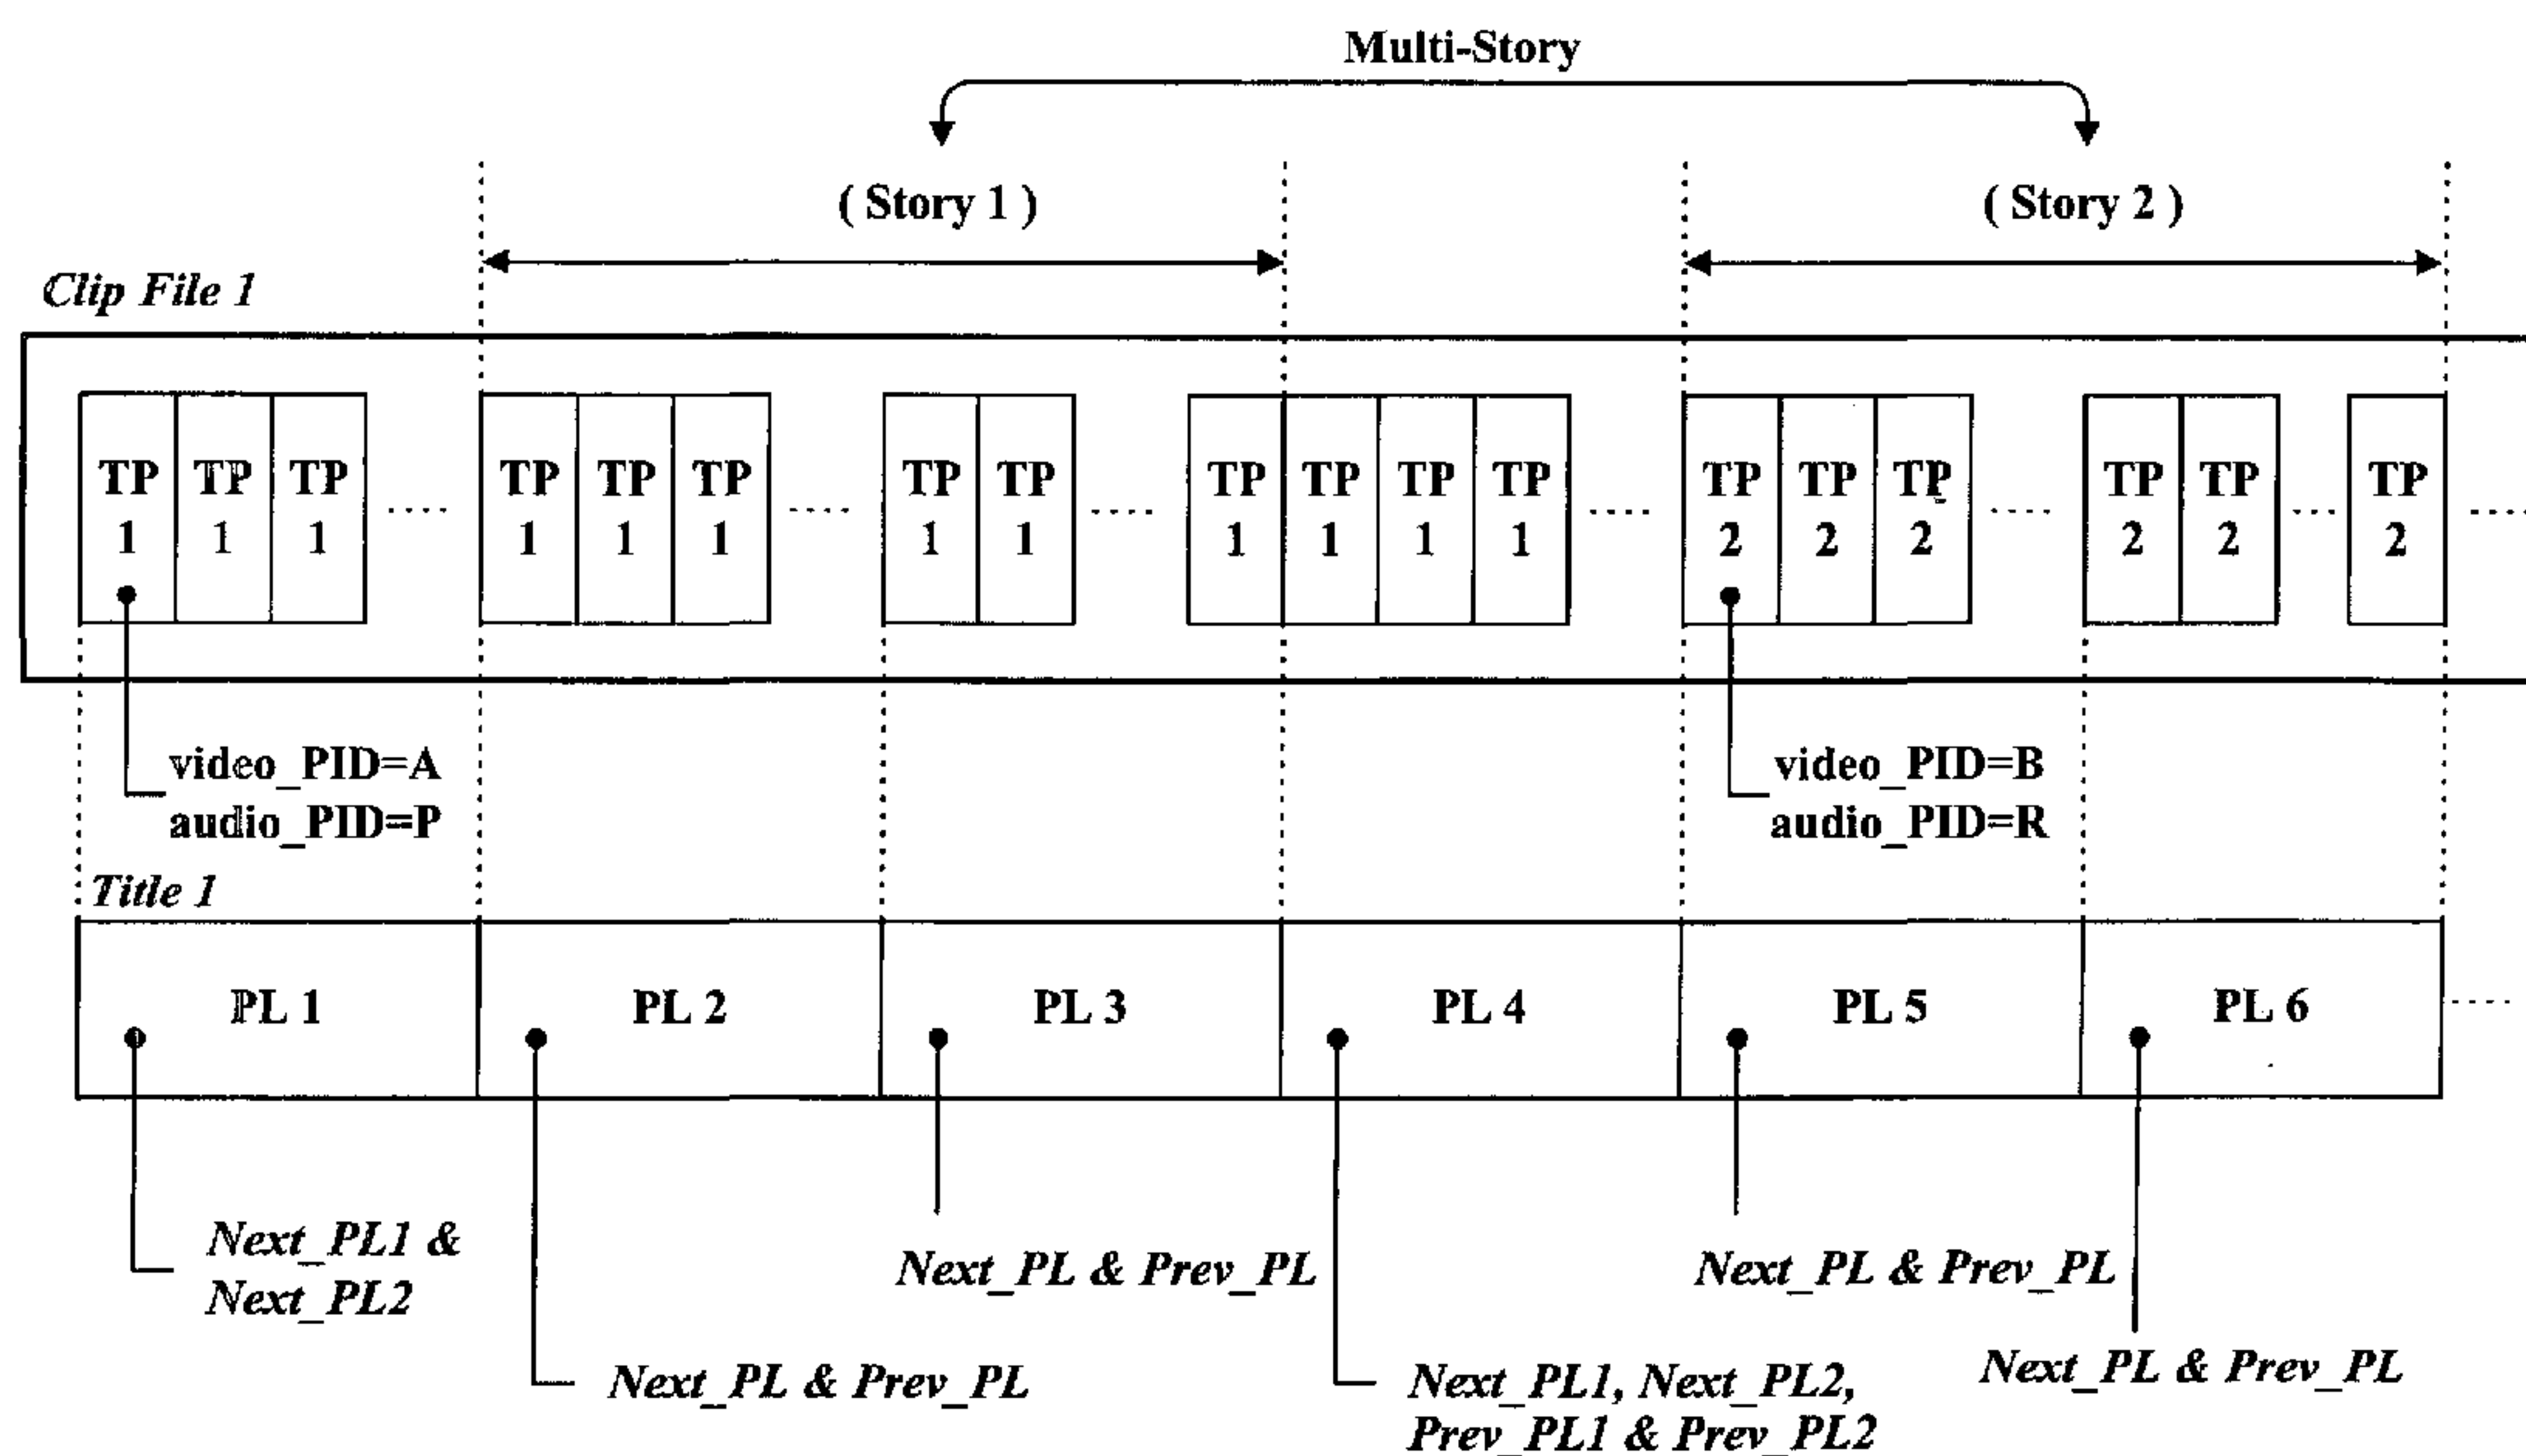 Multi-Story
( Story 1 )
( Story 2 )
Clip File 1
TP 1
TP 1
TP 1
TP 1
TP 1
TP 1
TP 1
TP 1
TP 1
TP 1
TP 1
TP 1
TP 2
TP 2
TP 2
TP 2
TP 2
TP 2
video_PID=A
audio_PID=P
video_PID=B
audio_PID=R
Title 1
PL 1
PL 2
PL 3
PL 4
PL 5
PL 6
Next_PL1 &
Next_PL2
Next_PL & Prev_PL
Next_PL & Prev_PL
Next_PL1, Next_PL2,
Prev_PL1 & Prev_PL2
Next_PL & Prev_PL
Next_PL & Prev_PL